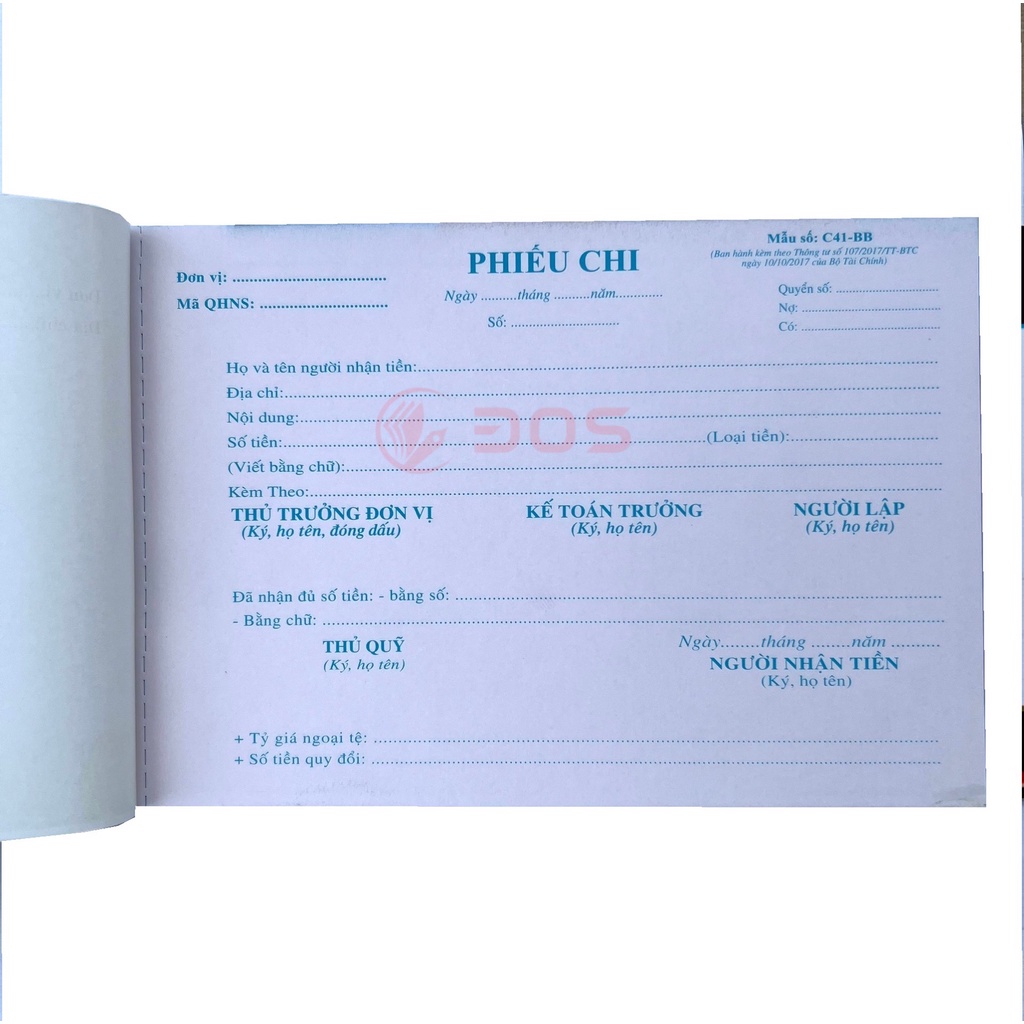 Mẫu số: C41-BB
PHIẾU CHI
(Ban hành kèm theo Thông tư số 107/2017/TT-BTC
ngày 10/10/2017 của Bộ Tài Chính)
Đơn vị: ......................................
Mã QHNS: ................................
Ngày ..........tháng ..........năm.............
Số: ................................
Quyển số: ..............................
Nợ: .........................................
Có: .........................................
Họ và tên người nhận tiền:................................................................
Địa chỉ:................................................................
ĐOS
Nội dung:................................................................
Số tiền:................................................................(Loại tiền):................................
(Viết bằng chữ):................................................................
Kèm Theo:................................................................
THỦ TRƯỞNG ĐƠN VỊ KẾ TOÁN TRƯỞNG NGƯỜI LẬP
(Ký, họ tên, đóng dấu) (Ký, họ tên) (Ký, họ tên)
Đã nhận đủ số tiền: - bằng số: ................................................................
- Bằng chữ: ................................................................
THỦ QUỸ Ngày........tháng ........năm ..........
(Ký, họ tên) NGƯỜI NHẬN TIỀN
(Ký, họ tên)
+ Tỷ giá ngoại tệ: ................................................................
+ Số tiền quy đổi: ................................................................